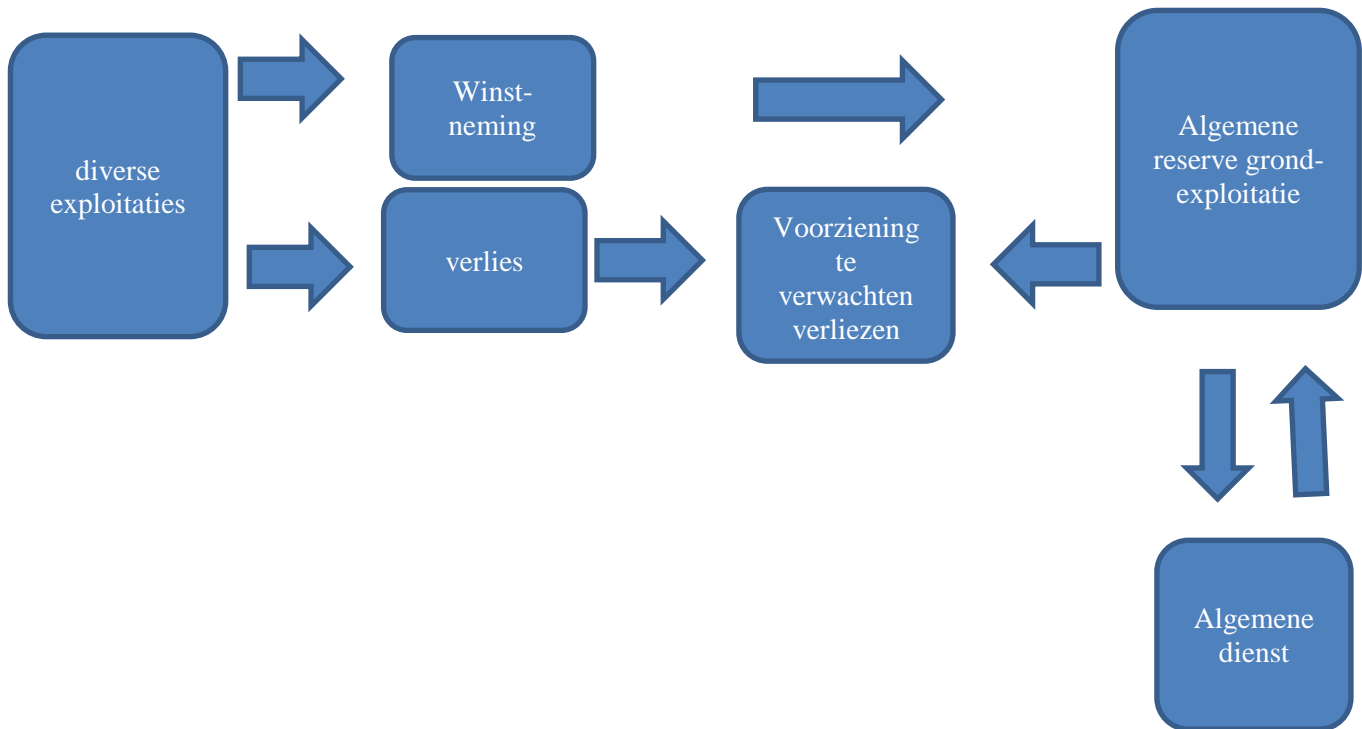 diverse
exploitaties
Winst-
neming
verlies
Voorziening
te
verwachten
verliezen
Algemene
reserve grond-
exploitatie
Algemene
dienst